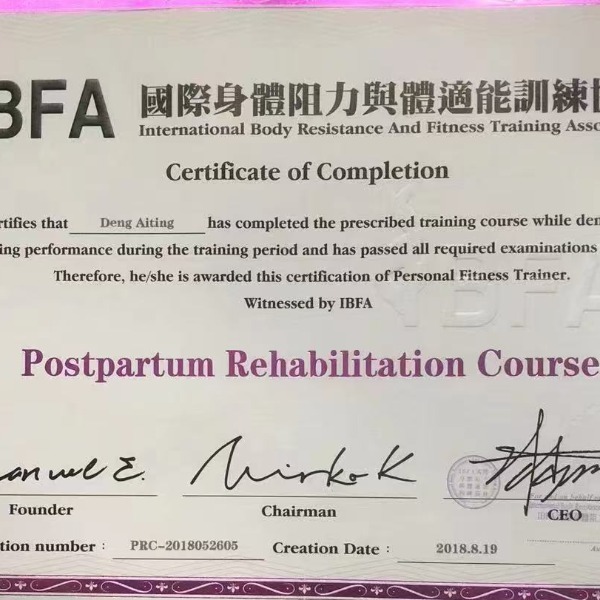 BFA
國際身體阻力與體適能訓練
International Body Resistance And Fitness Training Asso
Certificate of Completion
rtifies that Deng Aiting has completed the prescribed training course while den
ing performance during the training period and has passed all required examinations
Therefore, he/she is awarded this certification of Personal Fitness Trainer.
Witnessed by IBFA
Postpartum Rehabilitation Course
anuel E. Mirko K
Founder Chairman CEO
tion number : PRC-2018052605 Creation Date : 2018.8.19